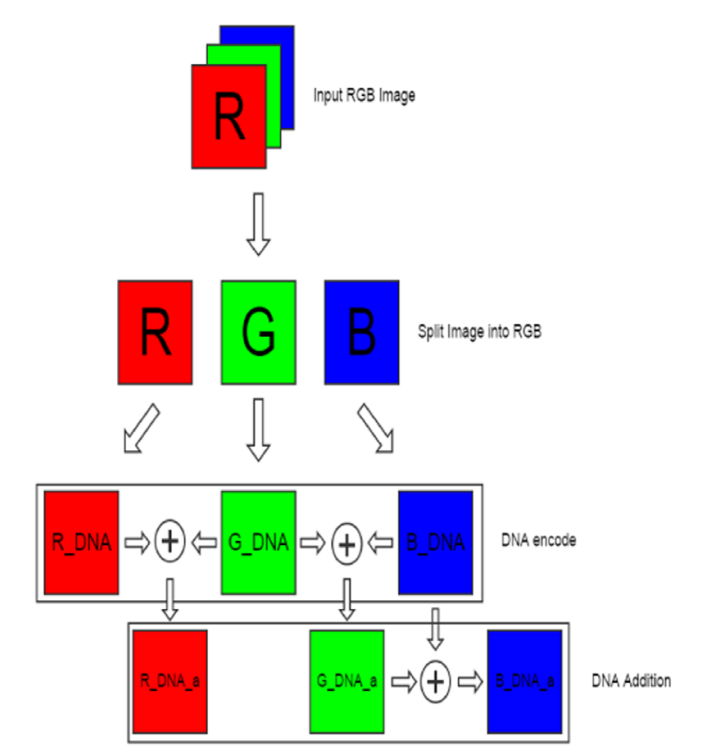 R
Input RGB Image
R
G
B
Split Image into RGB
R_DNA
+
G_DNA
+
B_DNA
DNA encode
R_DNA_a
G_DNA_a
+
B_DNA_a
DNA Addition